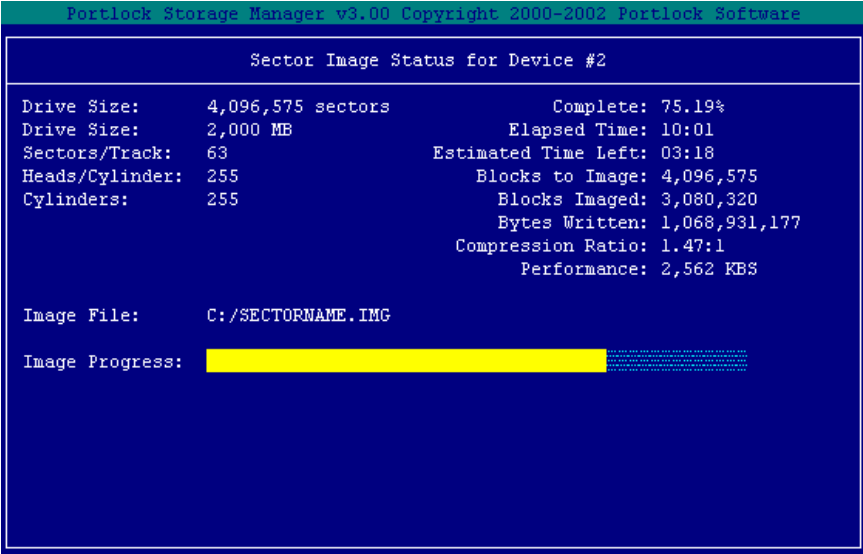 Portlock Storage Manager v3.00 Copyright 2000-2002 Portlock Software
Sector Image Status for Device #2
Drive Size: 4,096,575 sectors Complete: 75.19%
Drive Size: 2,000 MB Elapsed Time: 10:01
Sectors/Track: 63 Estimated Time Left: 03:18
Heads/Cylinder: 255 Blocks to Image: 4,096,575
Cylinders: 255 Blocks Imaged: 3,080,320
Bytes Written: 1,068,931,177
Compression Ratio: 1.47:1
Performance: 2,562 KBS
Image File: C:/SECTORNAME.IMG
Image Progress: